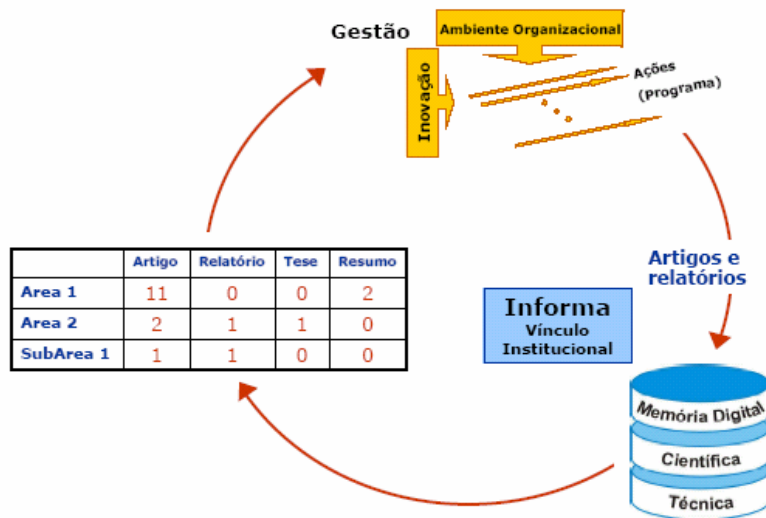 Gestão
Ambiente Organizacional
Inovação
Ações
(Programa)
Artigos e
relatórios
Artigo Relatório Tese Resumo
Area 1 11 0 0 2
Area 2 2 1 1 0
SubArea 1 1 1 0 0
Informa
Vínculo
Institucional
Memória Digital
Científica
Técnica